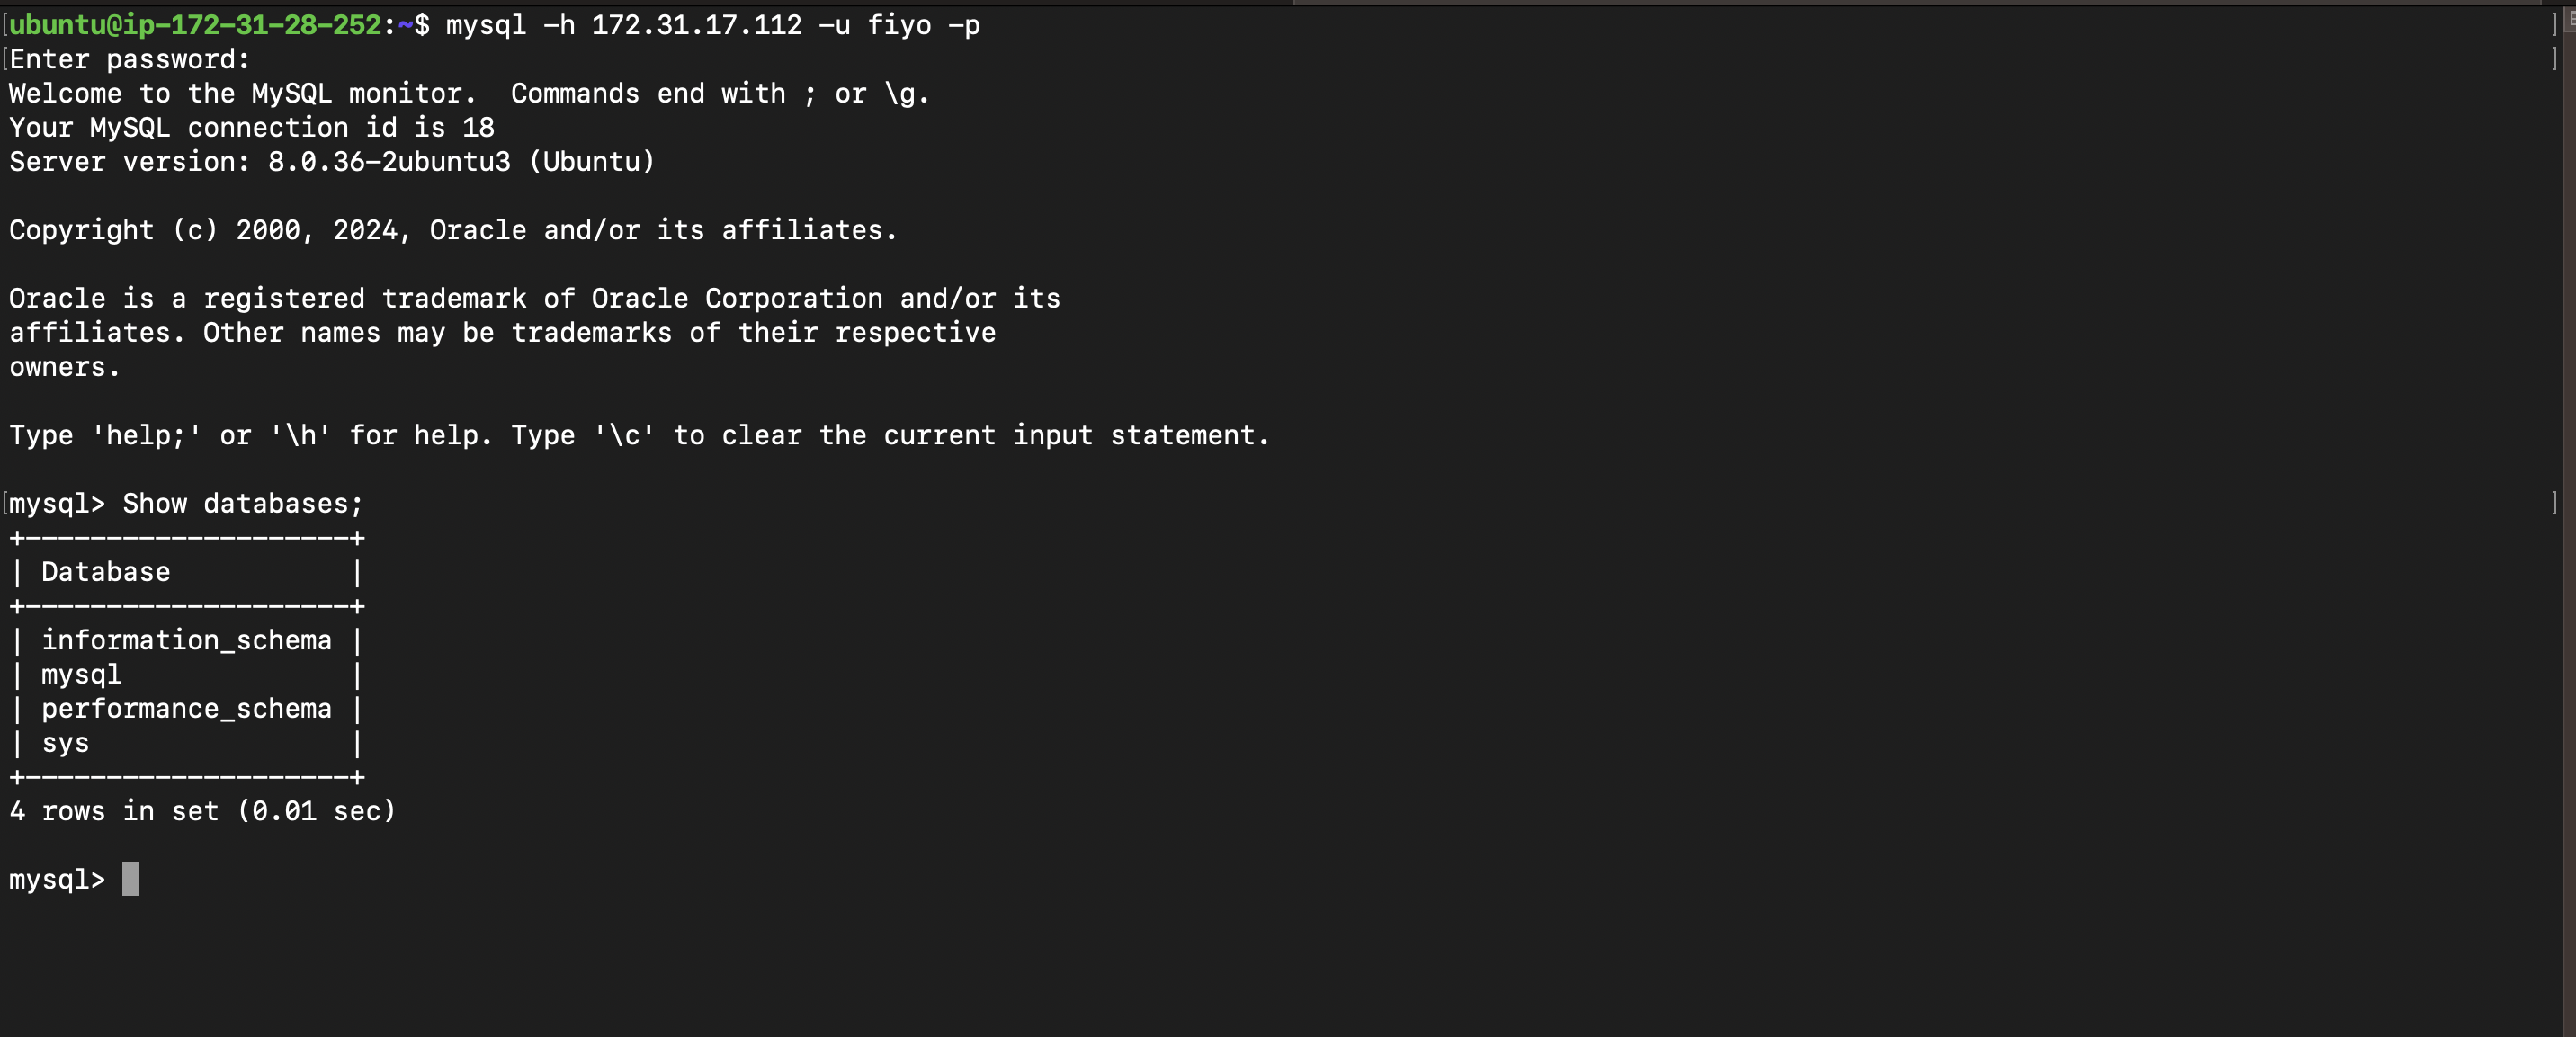 [ubuntu@ip-172-31-28-252:~$ mysql -h 172.31.17.112 -u fiyo -p ]
[Enter password: ]
Welcome to the MySQL monitor.  Commands end with ; or \g.
Your MySQL connection id is 18
Server version: 8.0.36-2ubuntu3 (Ubuntu)

Copyright (c) 2000, 2024, Oracle and/or its affiliates.

Oracle is a registered trademark of Oracle Corporation and/or its
affiliates. Other names may be trademarks of their respective
owners.

Type 'help;' or '\h' for help. Type '\c' to clear the current input statement.

[mysql> Show databases; ]
+--------------------+
| Database           |
+--------------------+
| information_schema |
| mysql              |
| performance_schema |
| sys                |
+--------------------+
4 rows in set (0.01 sec)

mysql>